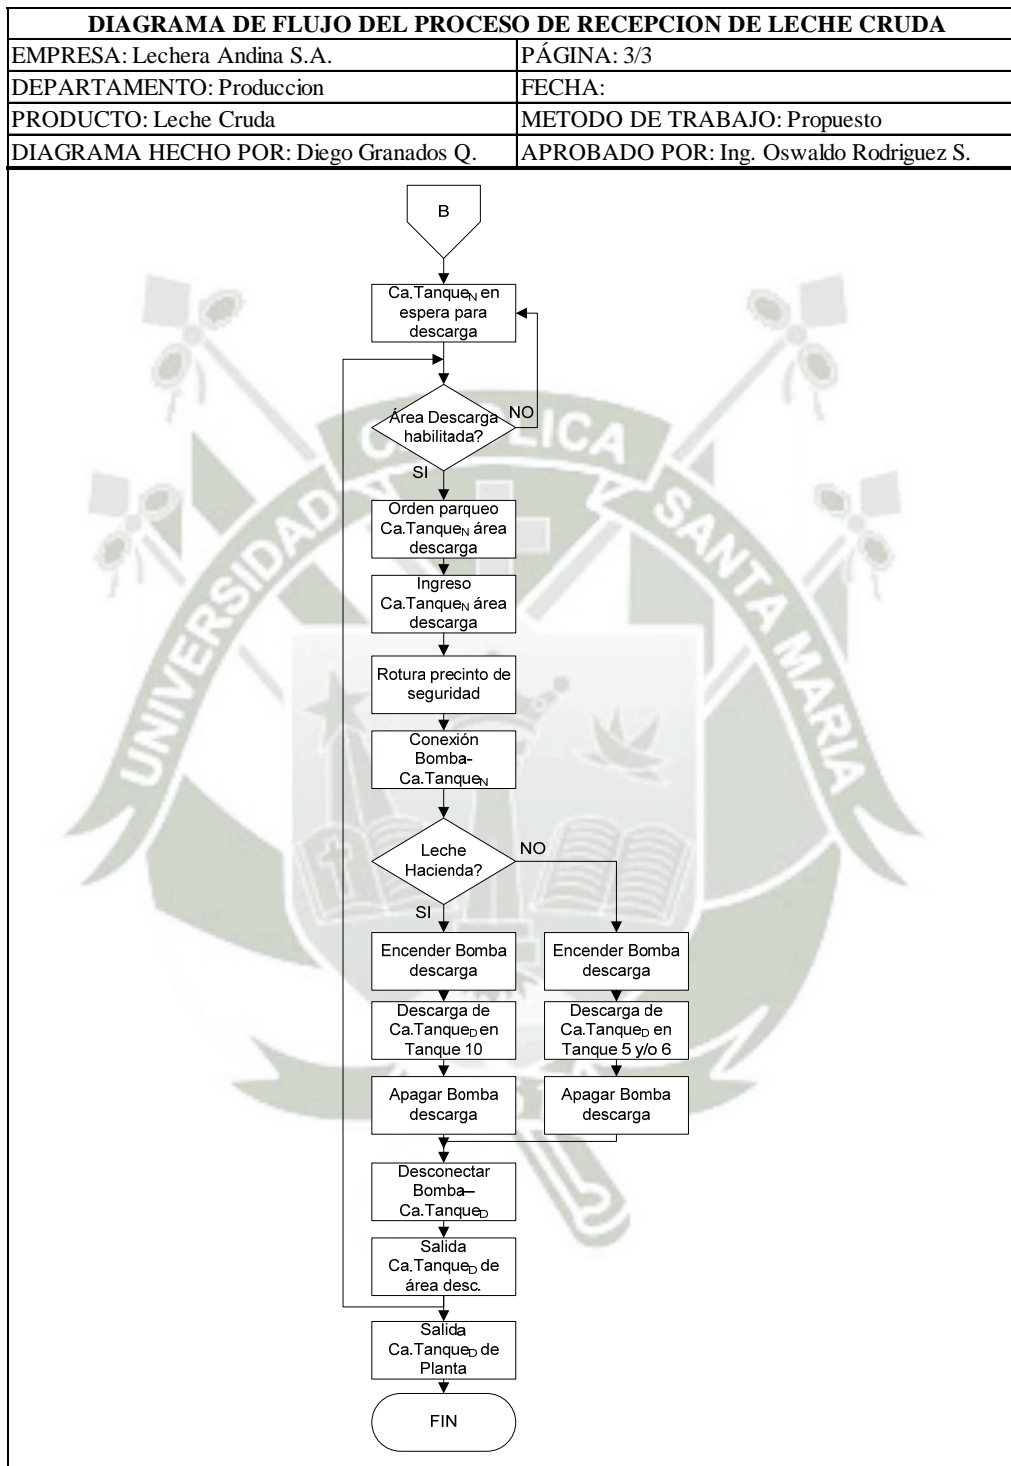 DIAGRAMA DE FLUJO DEL PROCESO DE RECEPCION DE LECHE CRUDA
EMPRESA: Lechera Andina S.A.
PÁGINA: 3/3
DEPARTAMENTO: Produccion
FECHA:
PRODUCTO: Leche Cruda
METODO DE TRABAJO: Propuesto
DIAGRAMA HECHO POR: Diego Granados Q.
APROBADO POR: Ing. Oswaldo Rodriguez S.
B
Ca.TanqueN en
espera para
descarga
Área Descarga
habilitada?
NO
SI
Orden parqueo
Ca.TanqueN área
descarga
Ingreso
Ca.TanqueN área
descarga
Rotura precinto de
seguridad
Conexión
Bomba-
Ca.TanqueN
Leche
Hacienda?
NO
SI
Encender Bomba
descarga
Encender Bomba
descarga
Descarga de
Ca.TanqueD en
Tanque 10
Descarga de
Ca.TanqueD en
Tanque 5 y/o 6
Apagar Bomba
descarga
Apagar Bomba
descarga
Desconectar
Bomba–
Ca.TanqueD
Salida
Ca.TanqueD de
área desc.
Salida
Ca.TanqueD de
Planta
FIN
UNIVERSIDAD
CATOLICA
SANTA MARIA